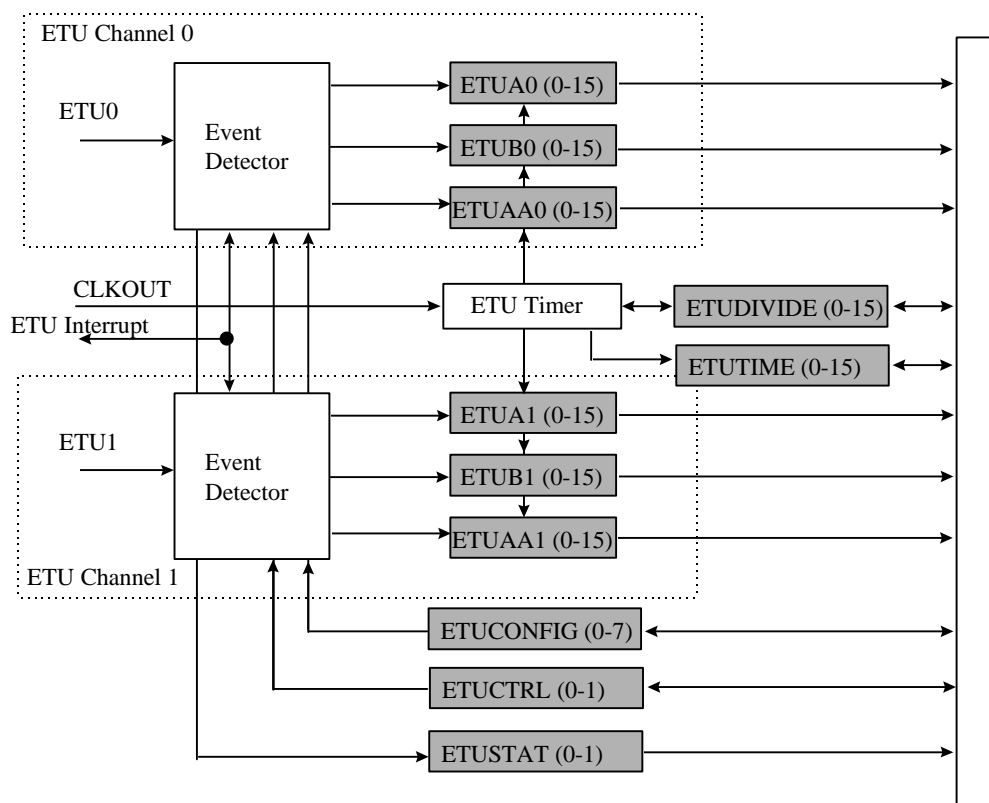 ETU Channel 0
ETU0
Event
Detector
ETUA0 (0-15)
ETUB0 (0-15)
ETUAA0 (0-15)
CLKOUT
ETU Timer
ETUDIVIDE (0-15)
ETU Interrupt
ETUTIME (0-15)
ETU1
Event
Detector
ETUA1 (0-15)
ETUB1 (0-15)
ETUAA1 (0-15)
ETU Channel 1
ETUCONFIG (0-7)
ETUCTRL (0-1)
ETUSTAT (0-1)